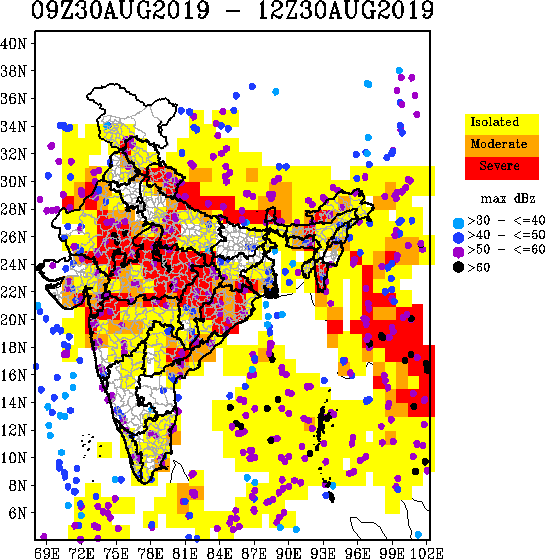 09Z30AUG2019 - 12Z30AUG2019
40N
38N
36N
34N
32N
30N
28N
26N
24N
22N
20N
18N
16N
14N
12N
10N
8N
6N
69E 72E 75E 78E 81E 84E 87E 90E 93E 96E 99E 102E
Isolated
Moderate
Severe
max dBz
>30 - <=40
>40 - <=50
>50 - <=60
>60